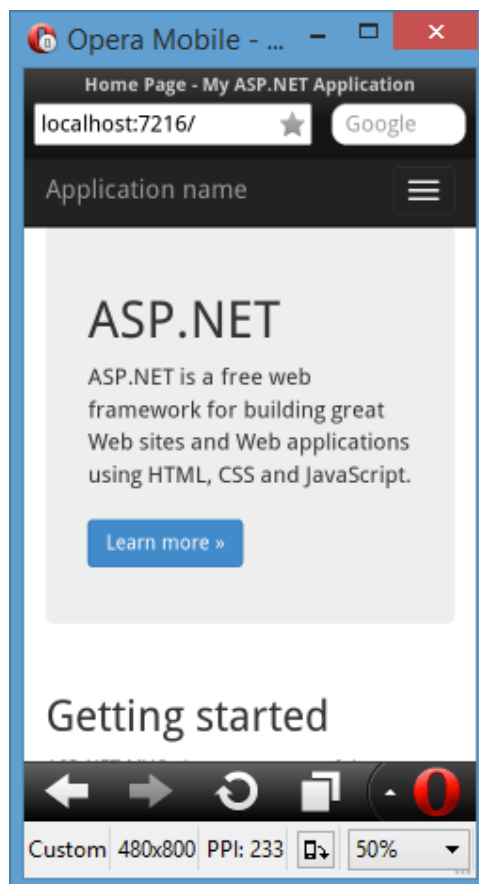 Opera Mobile - ...
Home Page - My ASP.NET Application
localhost:7216/ Google
Application name
ASP.NET
ASP.NET is a free web
framework for building great
Web sites and Web applications
using HTML, CSS and JavaScript.
Learn more »
Getting started
Custom 480x800 PPI: 233 50%